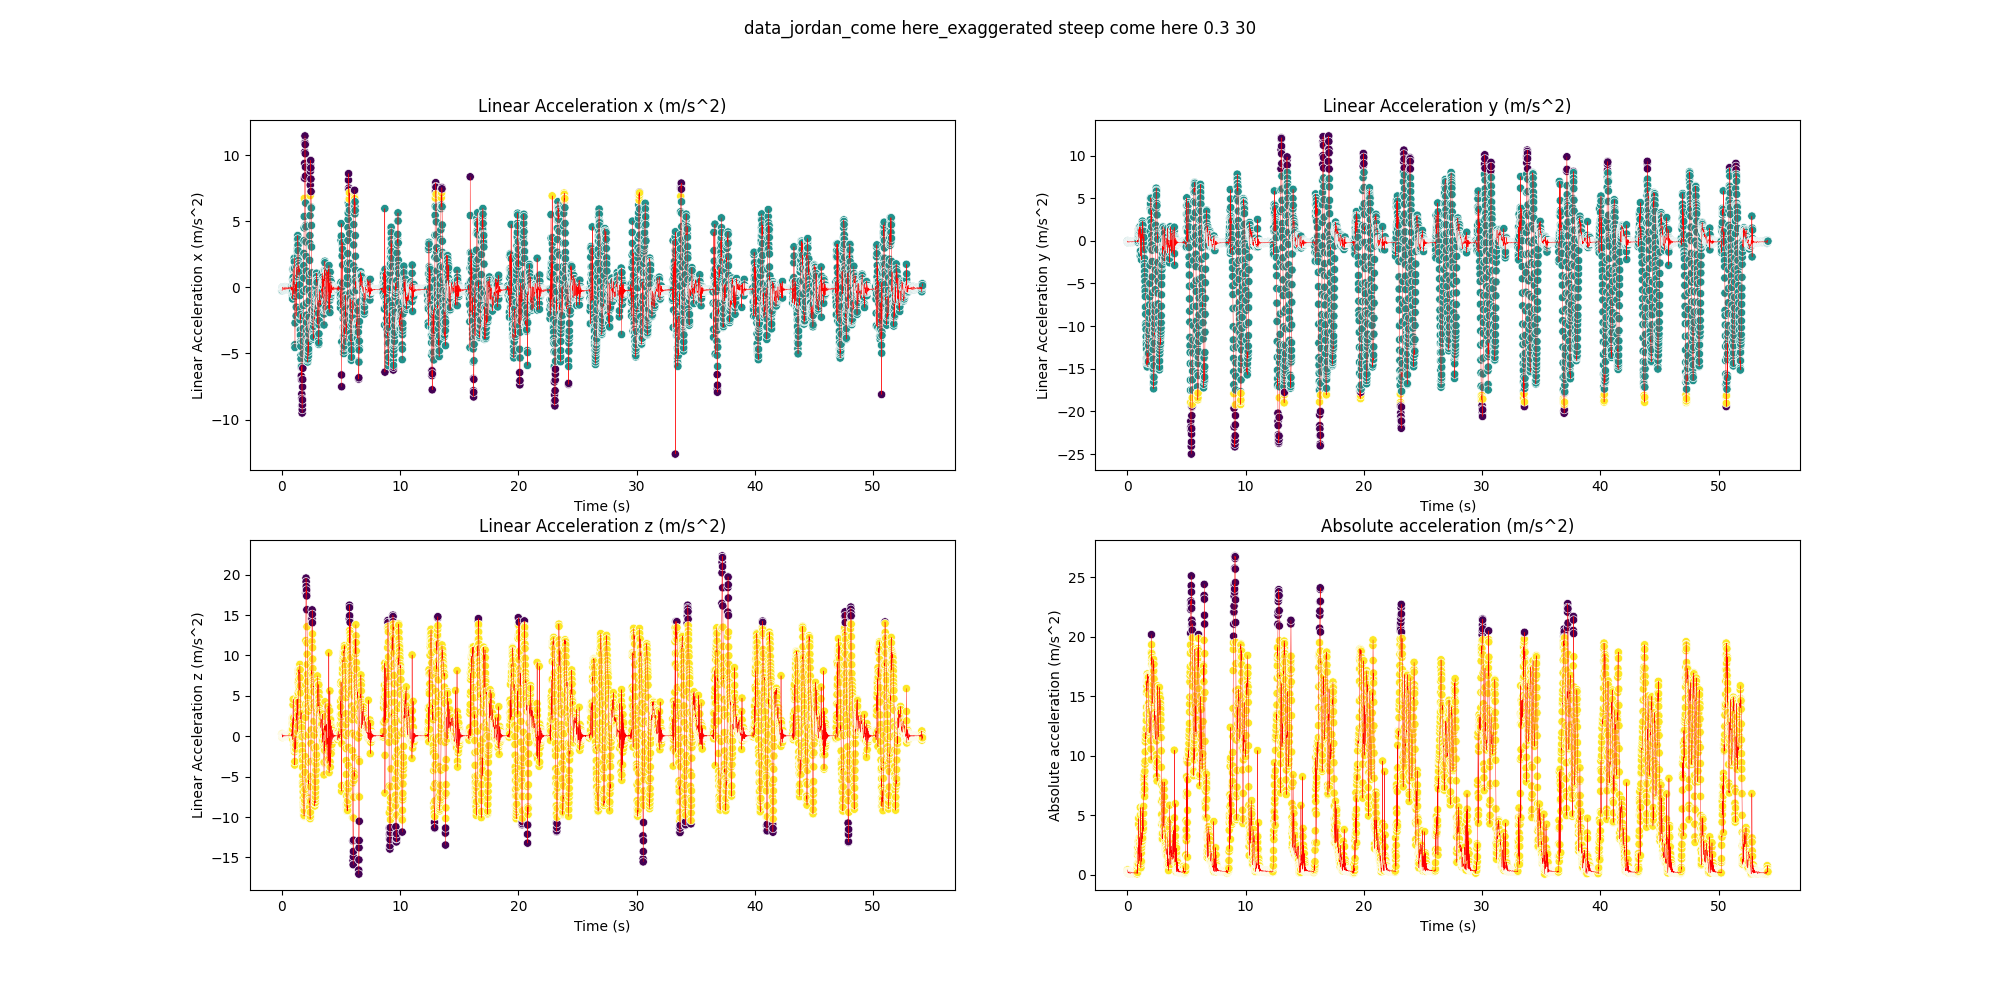 data_jordan_come here_exaggerated steep come here 0.3 30
Linear Acceleration x (m/s^2)
Linear Acceleration x (m/s^2)
10
5
0
−5
−10
0 10 20 30 40 50
Time (s)
Linear Acceleration y (m/s^2)
Linear Acceleration y (m/s^2)
10
5
0
−5
−10
−15
−20
−25
0 10 20 30 40 50
Time (s)
Linear Acceleration z (m/s^2)
Linear Acceleration z (m/s^2)
20
15
10
5
0
−5
−10
−15
0 10 20 30 40 50
Time (s)
Absolute acceleration (m/s^2)
Absolute acceleration (m/s^2)
25
20
15
10
5
0
0 10 20 30 40 50
Time (s)